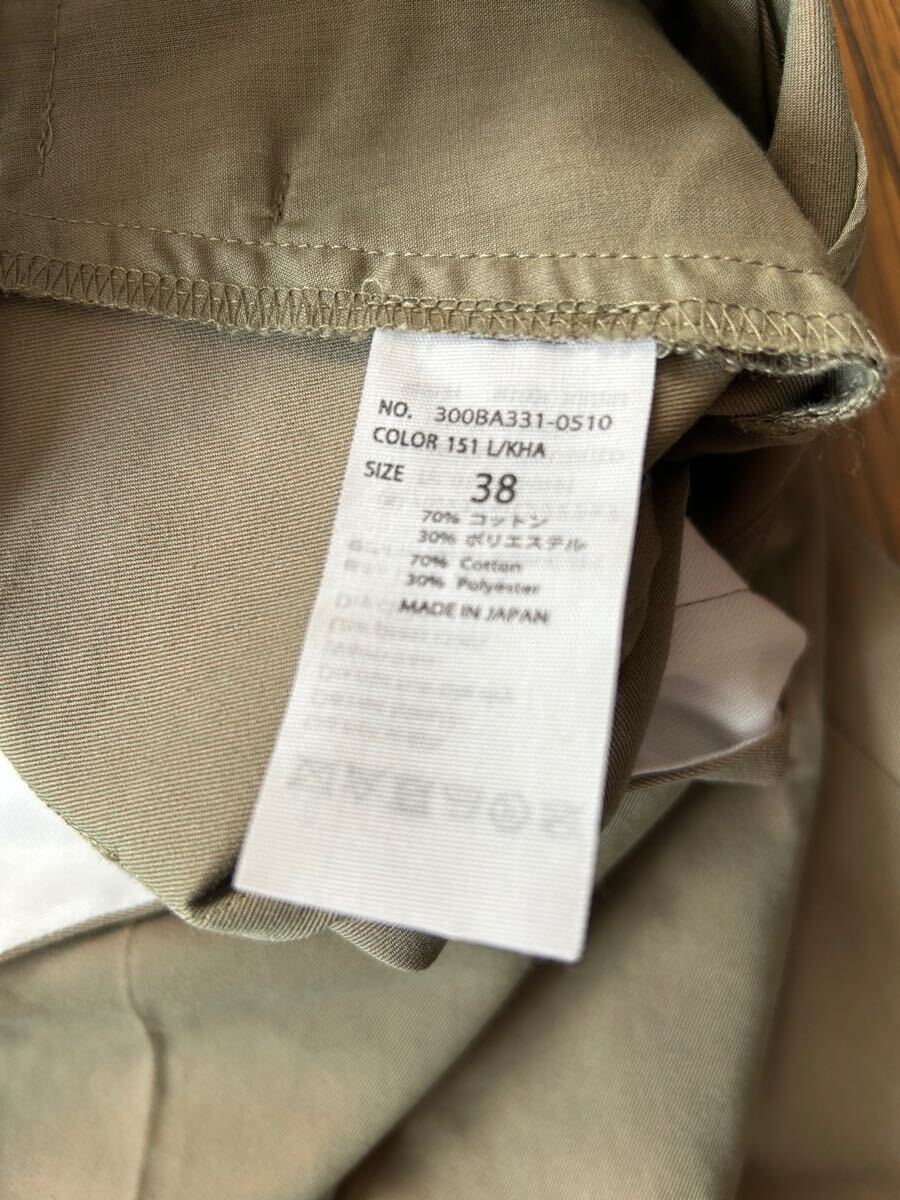 NO. 300BA331-0510
COLOR 151 L/KHA
SIZE 38
70% コットン
30% ポリエステル
70% Cotton
30% Polyester
MADE IN JAPAN